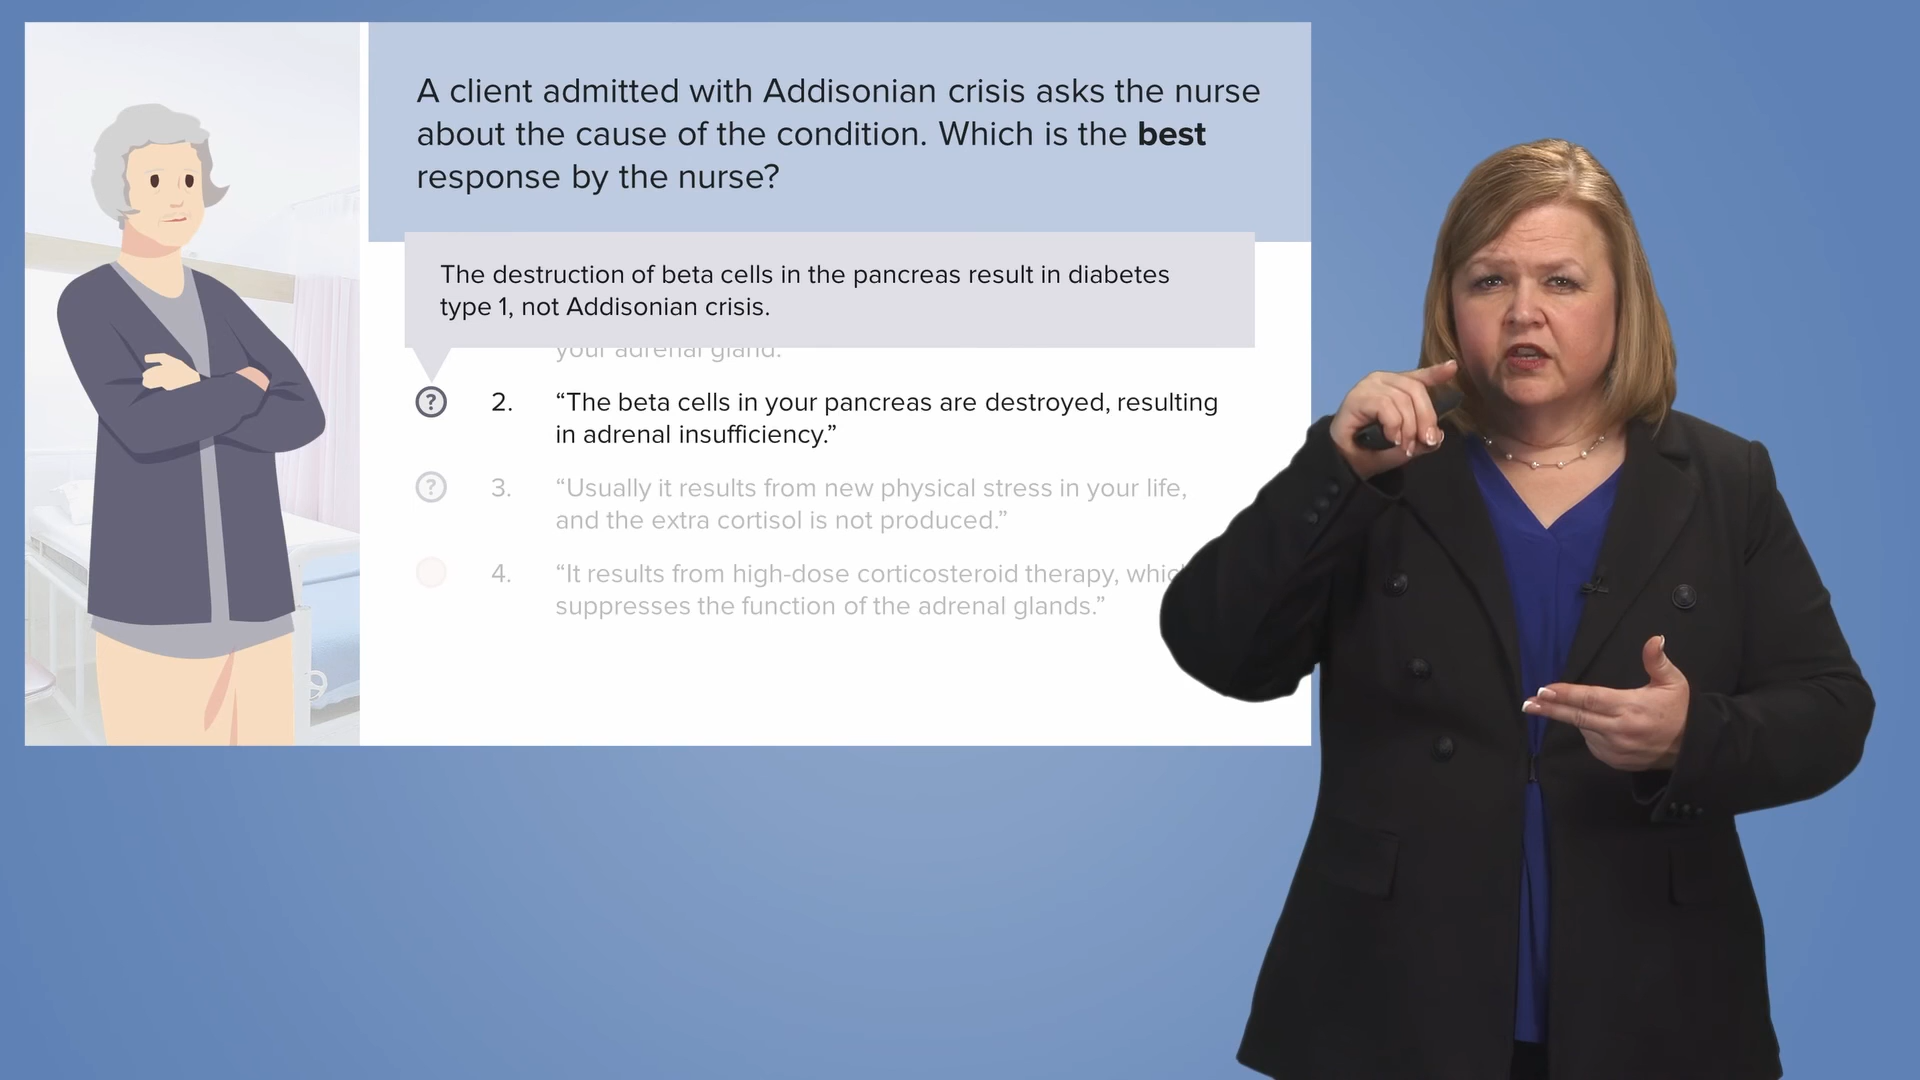 A client admitted with Addisonian crisis asks the nurse
about the cause of the condition. Which is the best
response by the nurse?
The destruction of beta cells in the pancreas result in diabetes
type 1, not Addisonian crisis.
your adrenal gland.
? 2. “The beta cells in your pancreas are destroyed, resulting
in adrenal insufficiency.”
? 3. “Usually it results from new physical stress in your life,
and the extra cortisol is not produced.”
4. “It results from high-dose corticosteroid therapy, which
suppresses the function of the adrenal glands.”